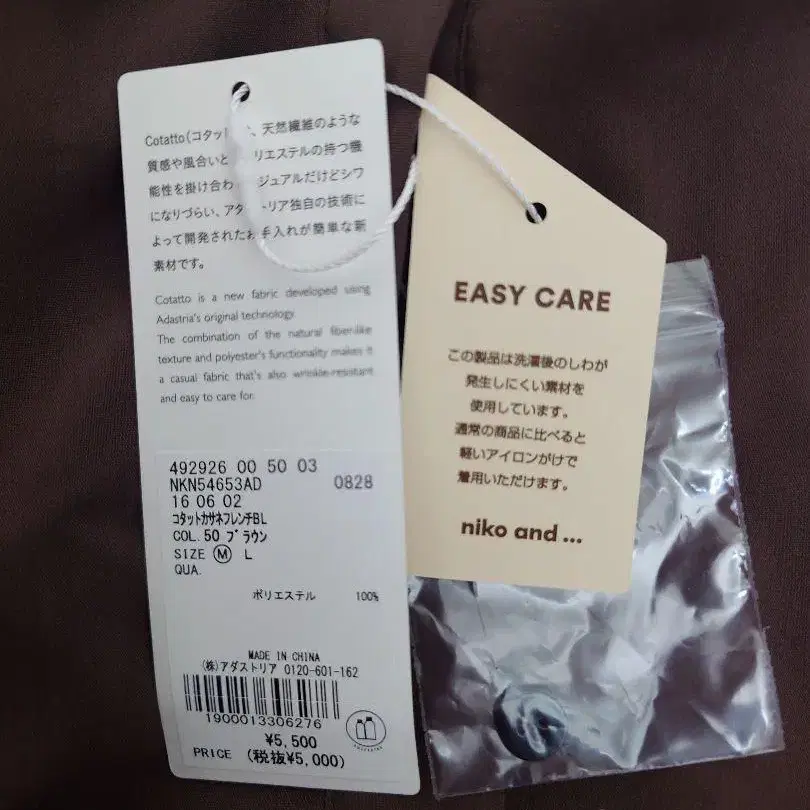 Cotatto(コタット 、天然繊維のような
質感や風合いと リエステルの持つ機
能性を掛け合わ ジュアルだけどシワ
になりづらい、アダ トリア独自の技術に
よって開発されたお手入れが簡単な新
素材です。
Cotatto is a new fabric developed using
Adastria's original technology.
The combination of the natural fiber-like
texture and polyester's functionality makes it
a casual fabric that's also wrinkle-resistant
and easy to care for.
492926 00 50 03
NKN54653AD 0828
16 06 02
コタットカサネフレンチBL
COL.50 ブラウン
SIZE M L
QUA.
ポリエステル 100%
MADE IN CHINA
(株)アダストリア 0120-601-162
1900013306276
¥5,500
PRICE (税抜¥5,000)
EASY CARE
この製品は洗濯後のしわが
発生しにくい素材を
使用しています。
通常の商品に比べると
軽いアイロンがけで
着用いただけます。
niko and ...